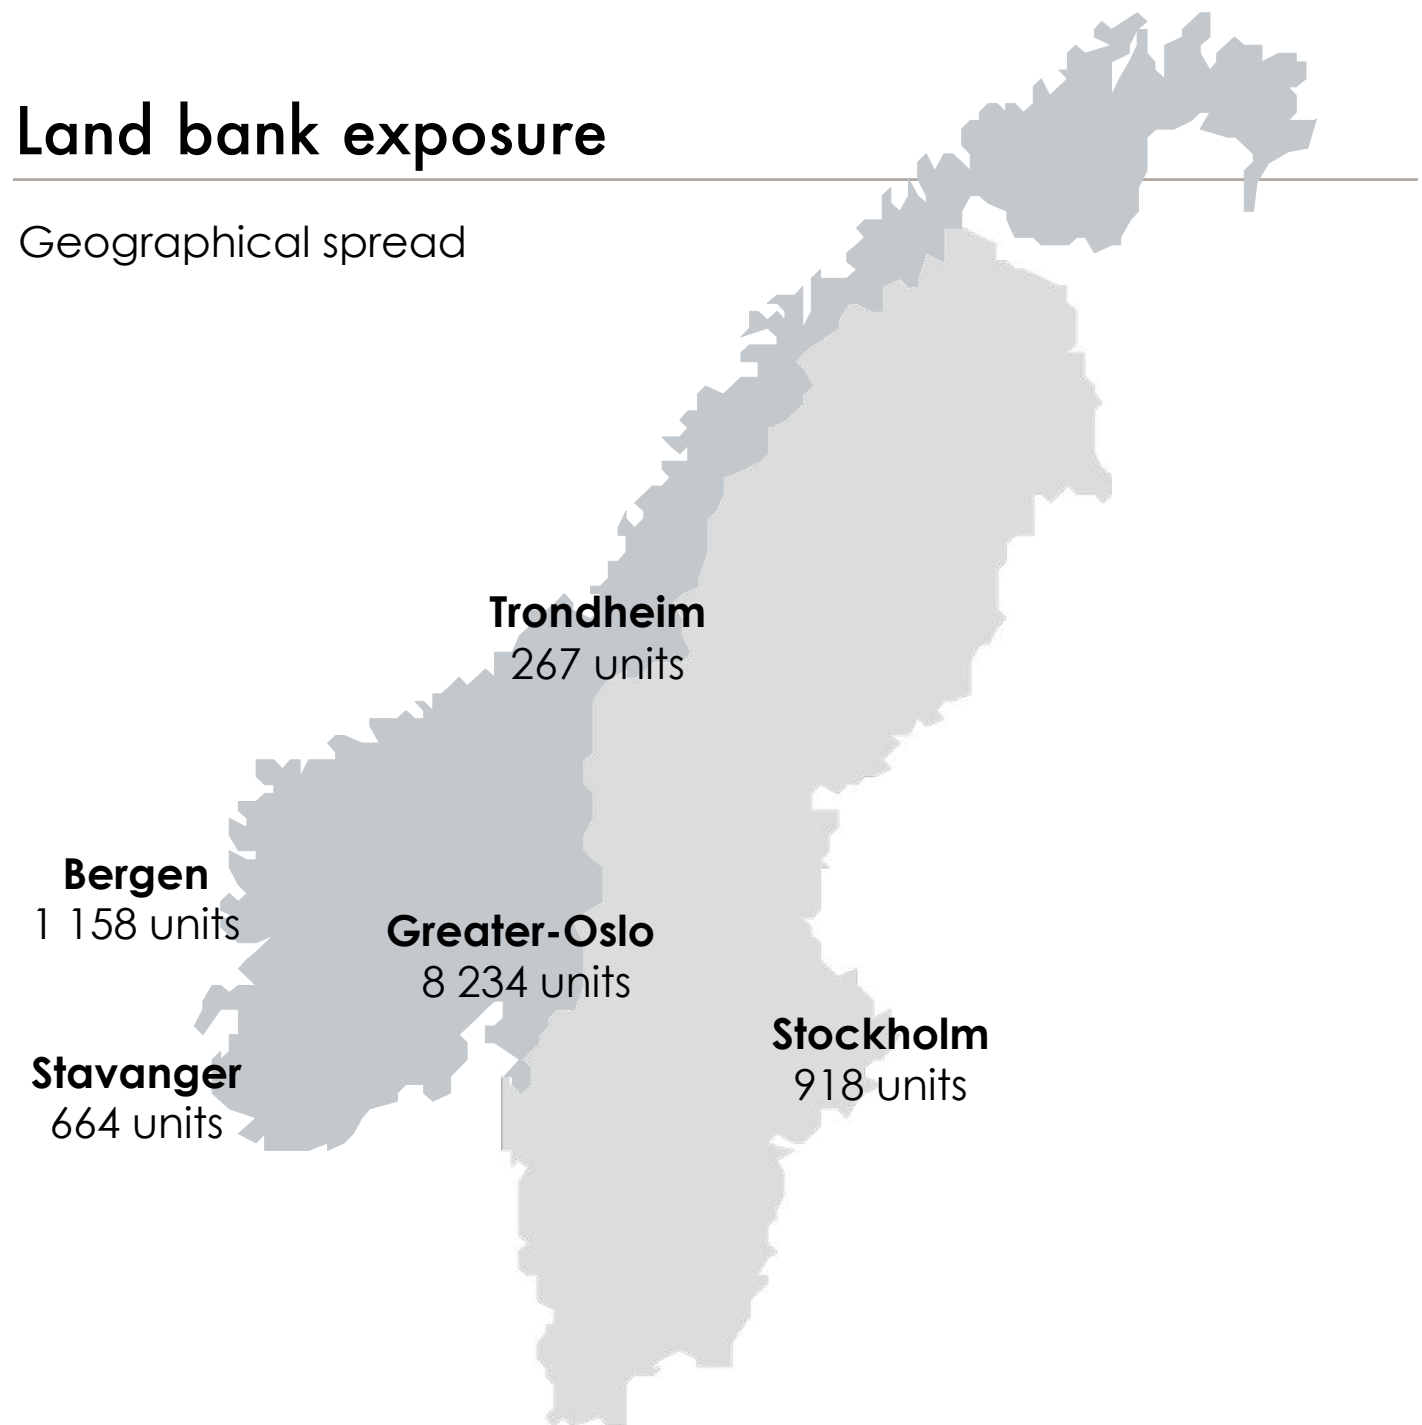 Land bank exposure
Geographical spread
Trondheim
267 units
Bergen
1 158 units
Greater-Oslo
8 234 units
Stockholm
918 units
Stavanger
664 units